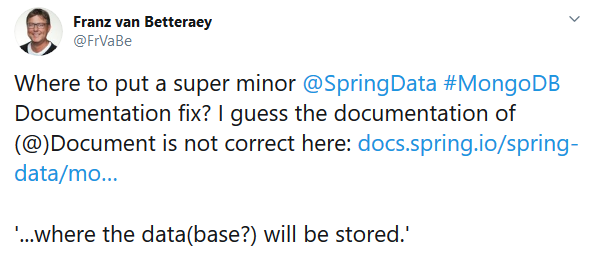 Franz van Betteraey
@FrVaBe
Where to put a super minor @SpringData #MongoDB
Documentation fix? I guess the documentation of
(@)Document is not correct here: docs.spring.io/spring-
data/mo...
'...where the data(base?) will be stored.'